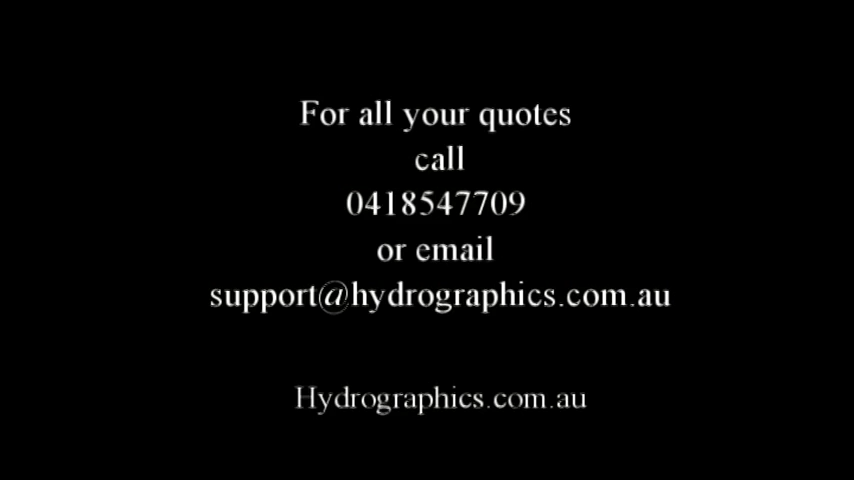 For all your quotes
call
0418547709
or email
support@hydrographics.com.au
Hydrographics.com.au